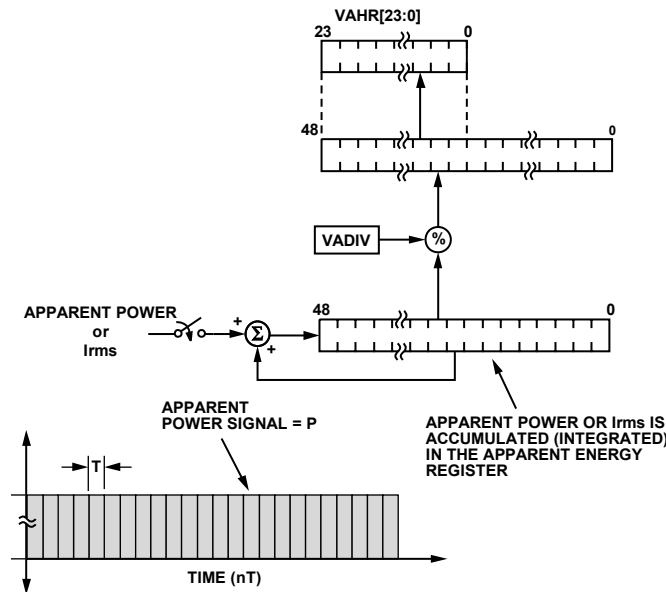 VAHR[23:0]
23 0
48 0
VADIV %
48 0
APPARENT POWER
or
Irms
+ Σ +
APPARENT
POWER SIGNAL = P
APPARENT POWER OR Irms IS
ACCUMULATED (INTEGRATED)
IN THE APPARENT ENERGY
REGISTER
T
TIME (nT)